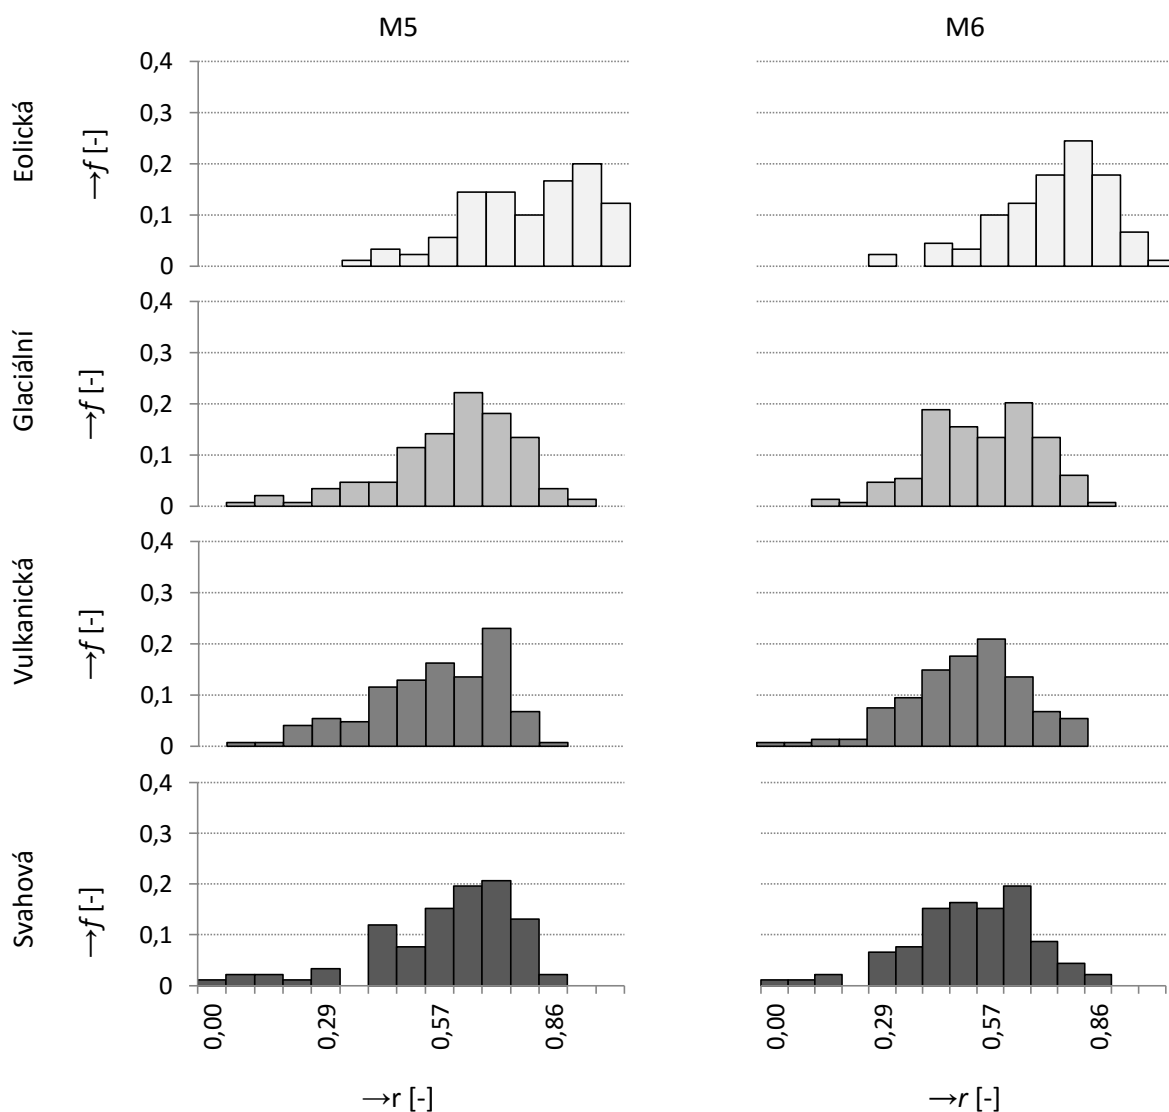 M5
M6
Eolická
→f [-]
0,4
0,3
0,2
0,1
0
Glaciální
→f [-]
0,4
0,3
0,2
0,1
0
Vulkanická
→f [-]
0,4
0,3
0,2
0,1
0
Svahová
→f [-]
0,4
0,3
0,2
0,1
0
0,00
0,29
0,57
0,86
0,00
0,29
0,57
0,86
→r [-]
→r [-]